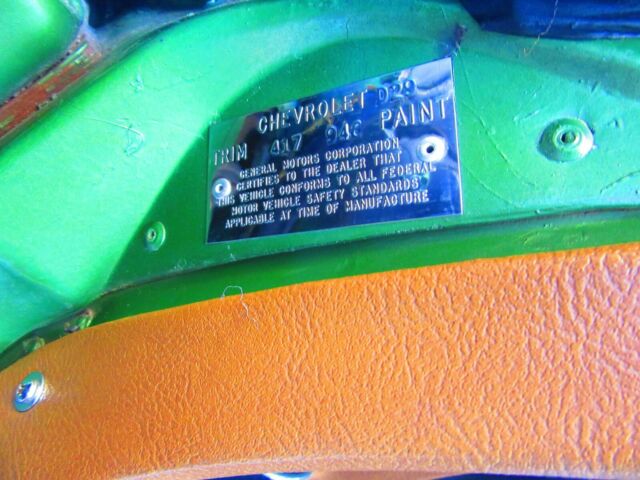 CHEVROLET D29
TRIM 417 946 PAINT
GENERAL MOTORS CORPORATION
CERTIFIES TO THE DEALER THAT
THIS VEHICLE CONFORMS TO ALL FEDERAL
MOTOR VEHICLE SAFETY STANDARDS
APPLICABLE AT TIME OF MANUFACTURE